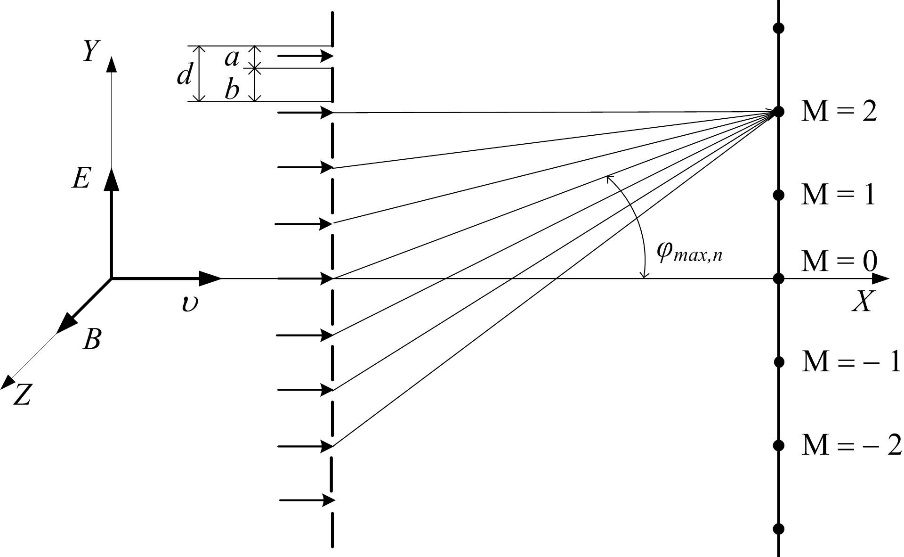 Y
a
d
b
M = 2
E
M = 1
φmax,n
M = 0
υ
X
B
M = – 1
Z
M = – 2